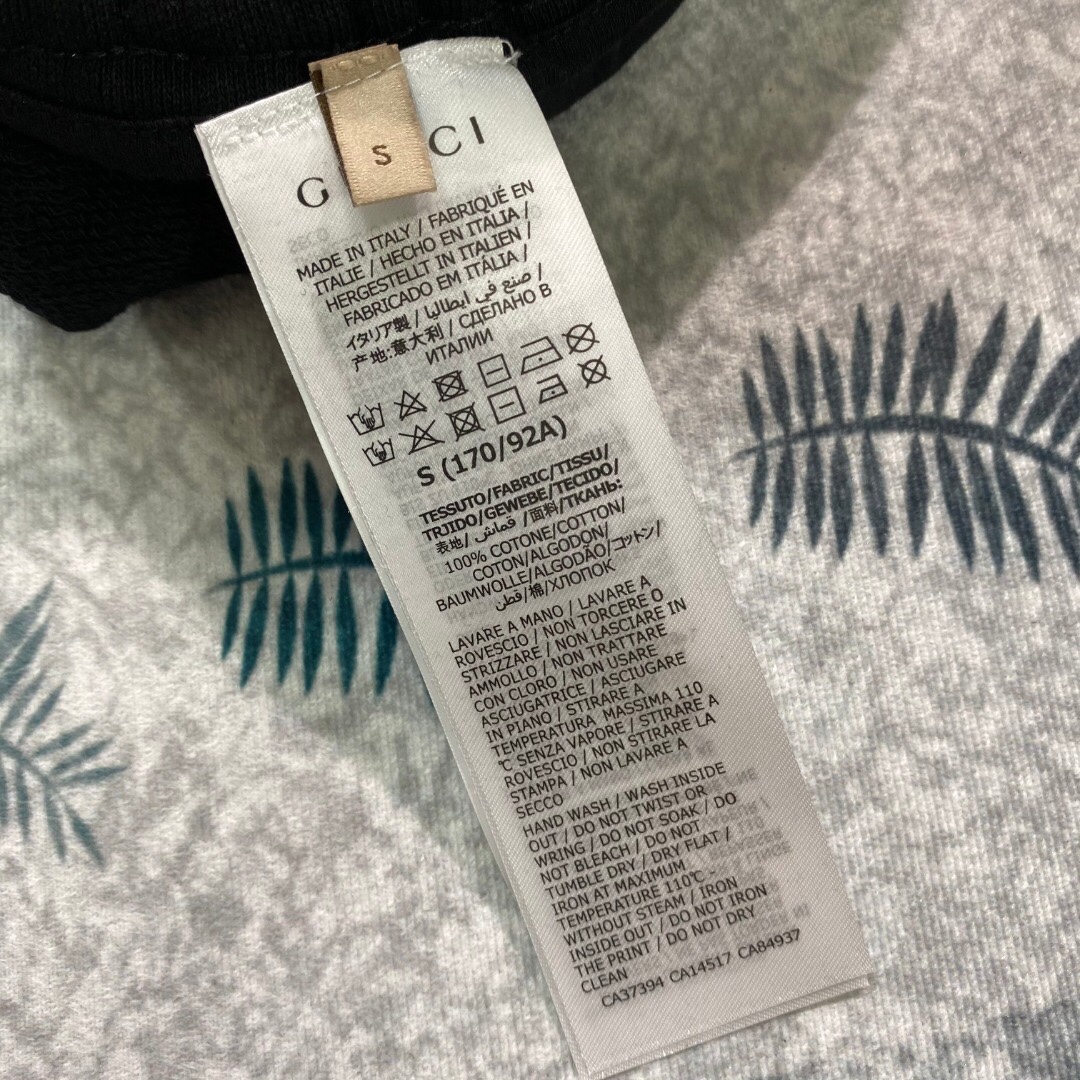 S
G CI
MADE IN ITALY / FABRIQUÉ EN
ITALIE / HECHO EN ITALIA /
HERGESTELLT IN ITALIEN /
FABRICADO EM ITÁLIA /
صنع في ايطاليا /
イタリア製 / СДЕЛАНО В
产地:意大利 /
ИТАЛИИ
S (170/92A)
TESSUTO/FABRIC/TISSU/
TRJIDO/GEWEBE/TECIDO/
表地/ قماش /面料/ТКАНЬ:
100% COTONE/COTTON/
COTON/ALGODON/
BAUMWOLLE/ALGODÃO/コットン/
قطن/棉/ХЛОПОК
LAVARE A MANO / LAVARE A
ROVESCIO / NON TORCERE O
STRIZZARE / NON LASCIARE IN
AMMOLLO / NON TRATTARE
CON CLORO / NON USARE
ASCIUGATRICE / ASCIUGARE
IN PIANO / STIRARE A
TEMPERATURA MASSIMA 110
℃ SENZA VAPORE / STIRARE A
ROVESCIO / NON STIRARE LA
STAMPA / NON LAVARE A
SECCO
HAND WASH / WASH INSIDE
OUT / DO NOT TWIST OR
WRING / DO NOT SOAK / DO
NOT BLEACH / DO NOT
TUMBLE DRY / DRY FLAT /
IRON AT MAXIMUM
TEMPERATURE 110℃
WITHOUT STEAM / IRON
INSIDE OUT / DO NOT IRON
THE PRINT / DO NOT DRY
CLEAN
CA37394 CA14517 CA84937